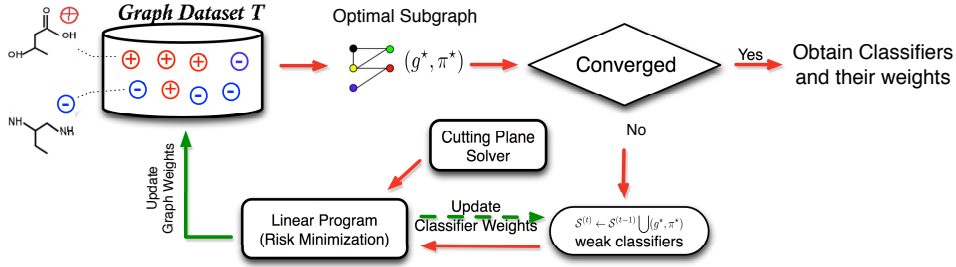 Graph Dataset T
O
OH
OH
+
+ + + -
- + - -
-
NH
NH
Optimal Subgraph
(g*, π*)
Converged
Yes
Obtain Classifiers
and their weights
No
Cutting Plane
Solver
Update
Graph Weights
Linear Program
(Risk Minimization)
Update
Classifier Weights
S^(t) ← S^(t−1) ⋃(g*, π*)
weak classifiers